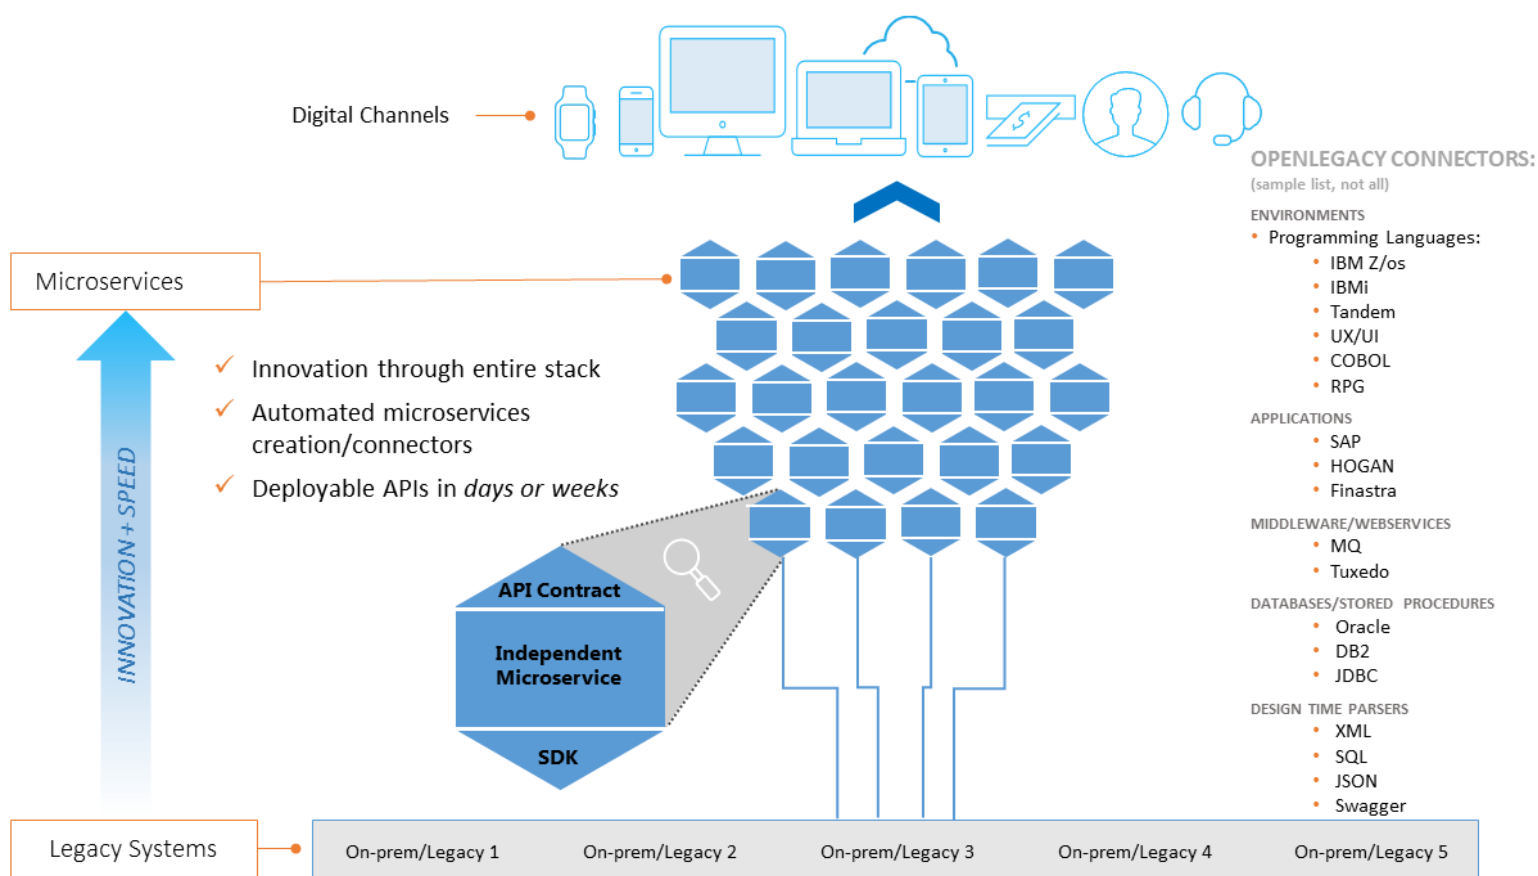 Digital Channels
OPENLEGACY CONNECTORS:
(sample list, not all)
ENVIRONMENTS
• Programming Languages:
• IBM Z/os
• IBMi
• Tandem
• UX/UI
• COBOL
• RPG
APPLICATIONS
• SAP
• HOGAN
• Finastra
MIDDLEWARE/WEBSERVICES
• MQ
• Tuxedo
DATABASES/STORED PROCEDURES
• Oracle
• DB2
• JDBC
DESIGN TIME PARSERS
• XML
• SQL
• JSON
• Swagger
Microservices
✓ Innovation through entire stack
✓ Automated microservices
creation/connectors
✓ Deployable APIs in days or weeks
INNOVATION + SPEED
API Contract
Independent
Microservice
SDK
$
Legacy Systems
On-prem/Legacy 1
On-prem/Legacy 2
On-prem/Legacy 3
On-prem/Legacy 4
On-prem/Legacy 5